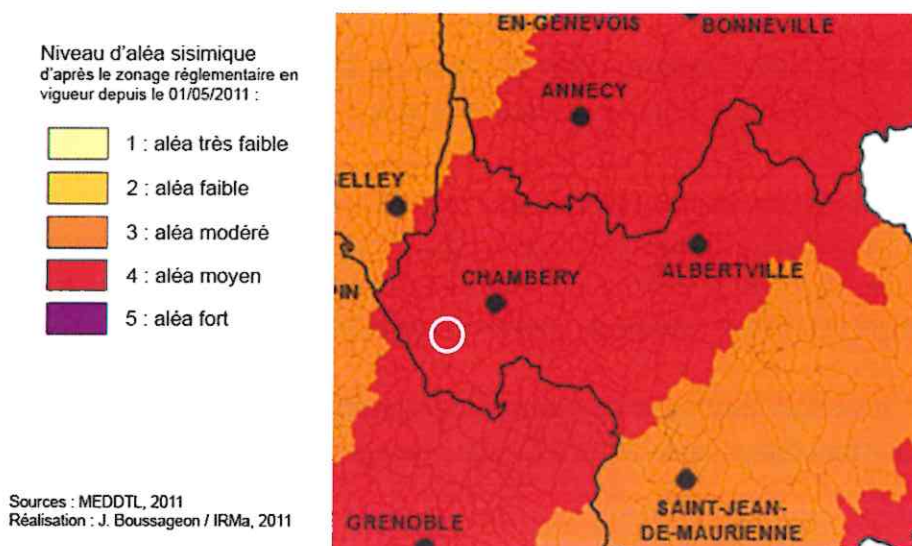 Niveau d'aléa sisimique
d'après le zonage réglementaire en
vigueur depuis le 01/05/2011 :
1 : aléa très faible
2 : aléa faible
3 : aléa modéré
4 : aléa moyen
5 : aléa fort
Sources : MEDDTL, 2011
Réalisation : J. Boussageon / IRMa, 2011
EN-GENEVOIS
BONNEVILLE
ANNECY
ELLEY
CHAMBERY
ALBERTVILLE
PIN
SAINT-JEAN-
DE-MAURIENNE
GRENOBLE